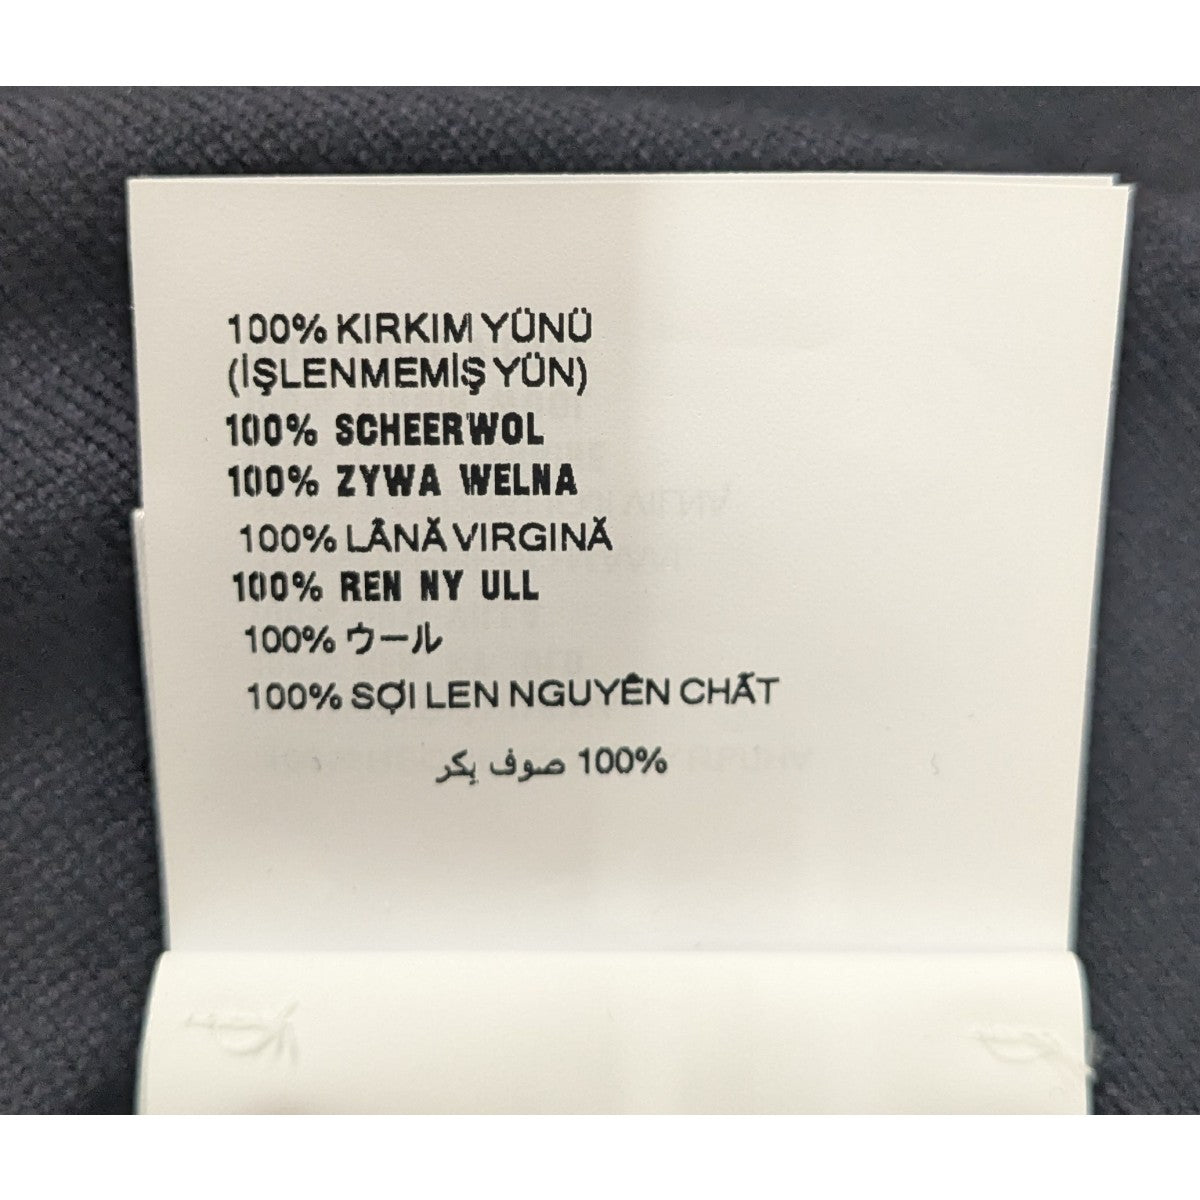 100% KIRKIM YÜNÜ
(İŞLENMEMİŞ YÜN)
100% SCHEERWOL
100% ZYWA WELNA
100% LÂNĂ VIRGINĂ
100% REN NY ULL
100% ウール
100% SỢI LEN NGUYÊN CHẤT
100% صوف بكر